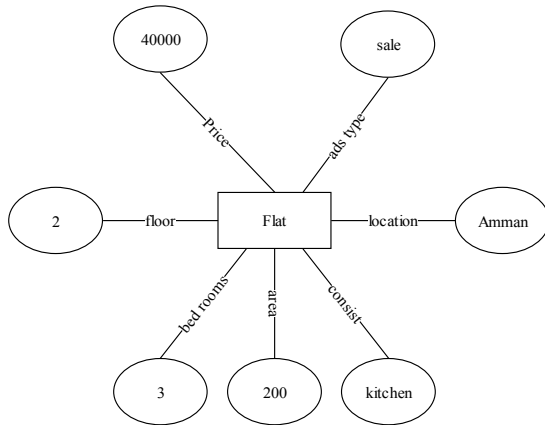 40000
sale
Price
ads type
2
floor
Flat
location
Amman
bed rooms
area
consist
3
200
kitchen